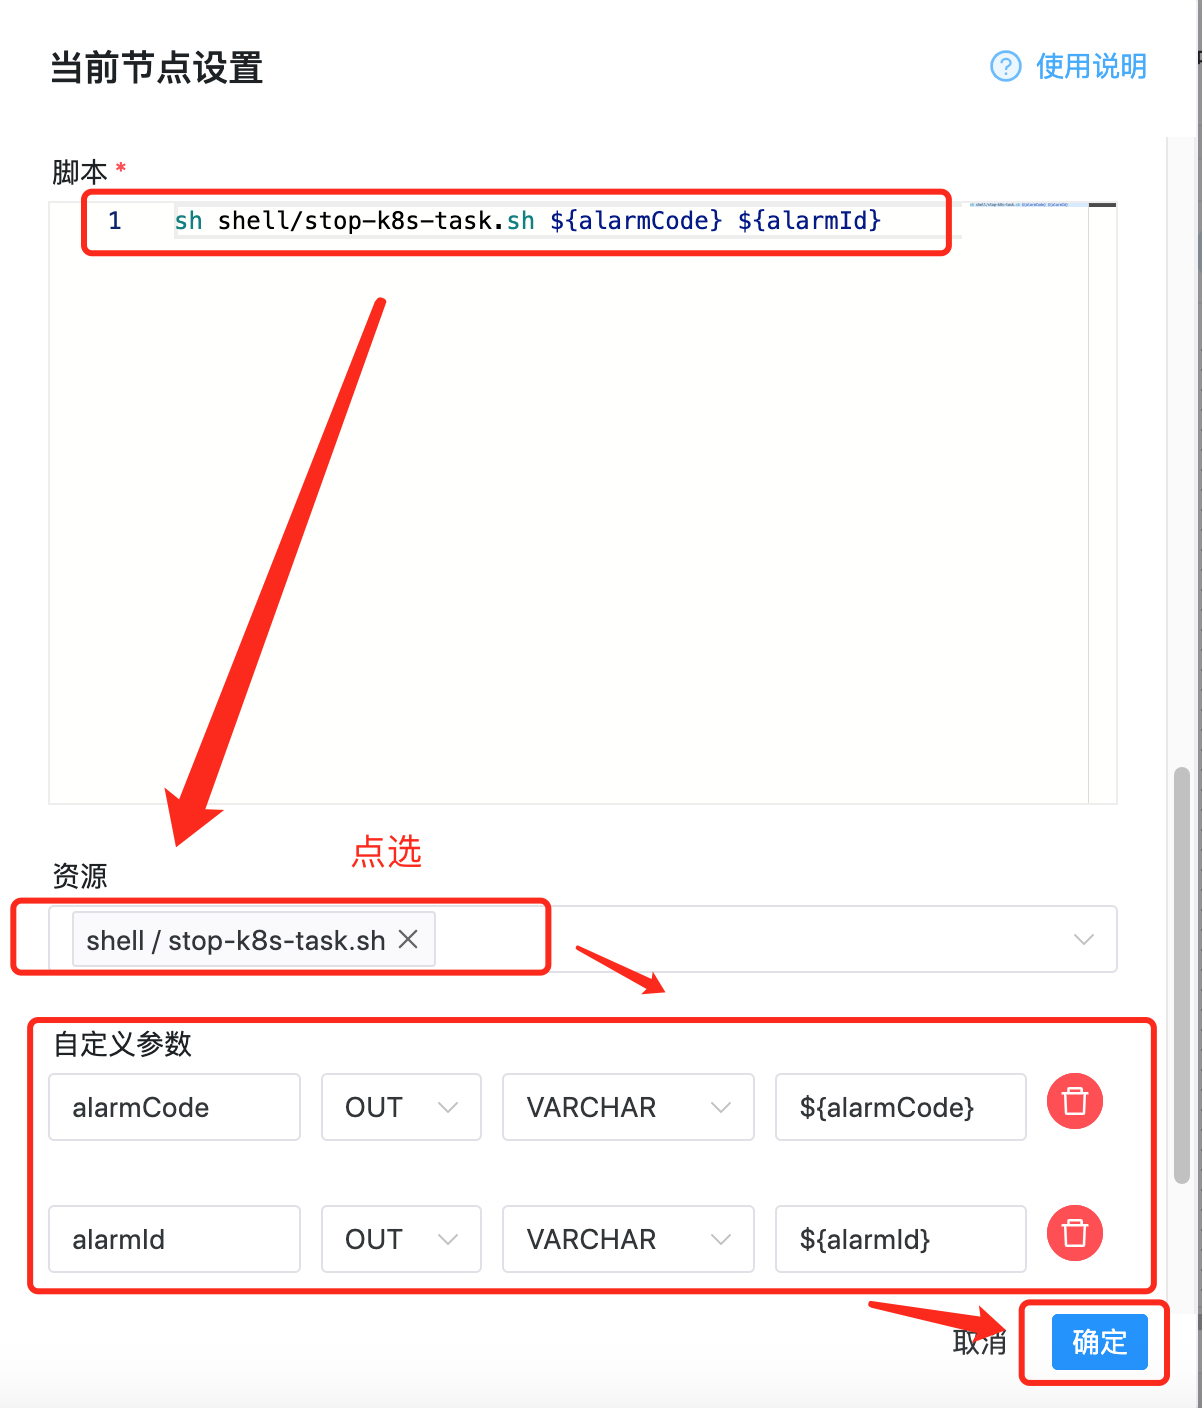 当前节点设置
? 使用说明
脚本 *
1 sh shell/stop-k8s-task.sh ${alarmCode} ${alarmId}
点选
资源
shell / stop-k8s-task.sh
自定义参数
alarmCode OUT VARCHAR ${alarmCode}
alarmId OUT VARCHAR ${alarmId}
取消 确定